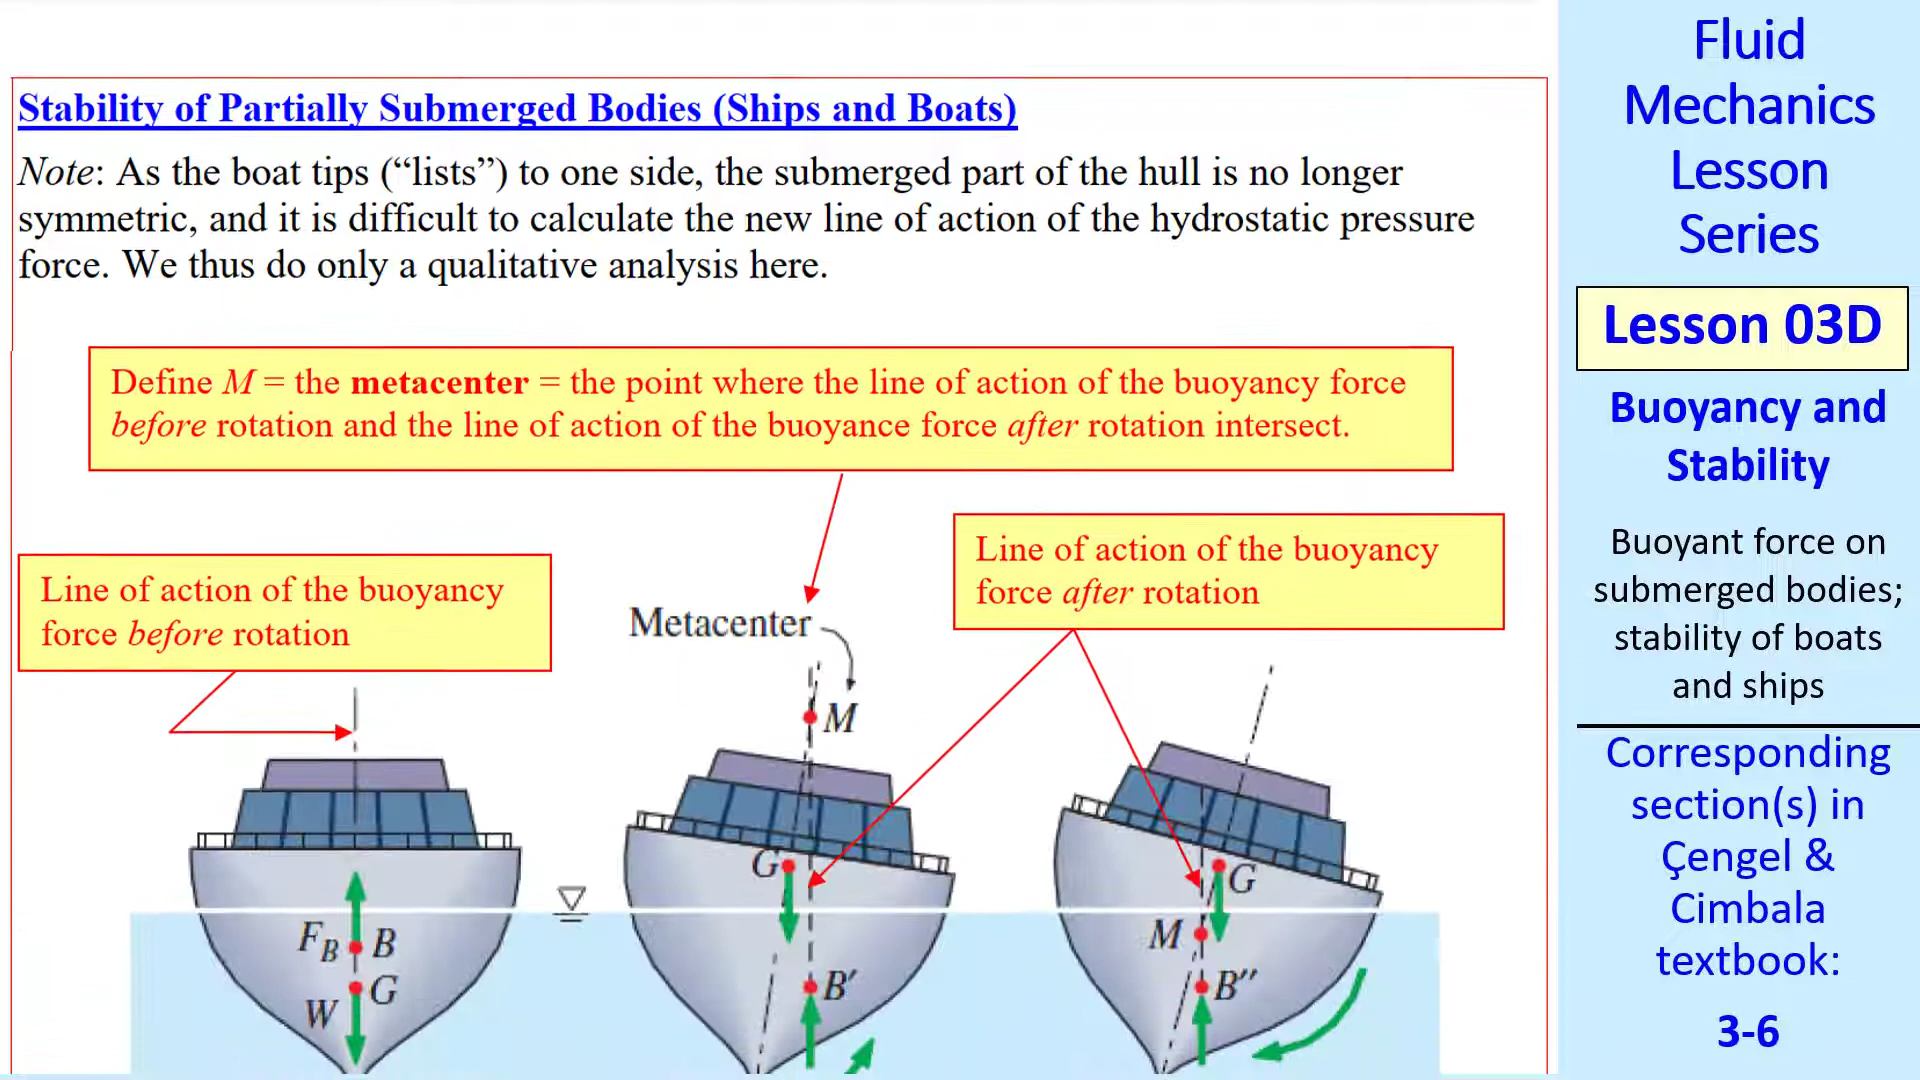 Stability of Partially Submerged Bodies (Ships and Boats)
Note: As the boat tips (“lists”) to one side, the submerged part of the hull is no longer
symmetric, and it is difficult to calculate the new line of action of the hydrostatic pressure
force. We thus do only a qualitative analysis here.
Define M = the metacenter = the point where the line of action of the buoyancy force
before rotation and the line of action of the buoyance force after rotation intersect.
Line of action of the buoyancy
force before rotation
Metacenter
Line of action of the buoyancy
force after rotation
M
G
G
M
F_B B
G
W
B′
B″
Fluid
Mechanics
Lesson
Series
Lesson 03D
Buoyancy and
Stability
Buoyant force on
submerged bodies;
stability of boats
and ships
Corresponding
section(s) in
Çengel &
Cimbala
textbook:
3-6